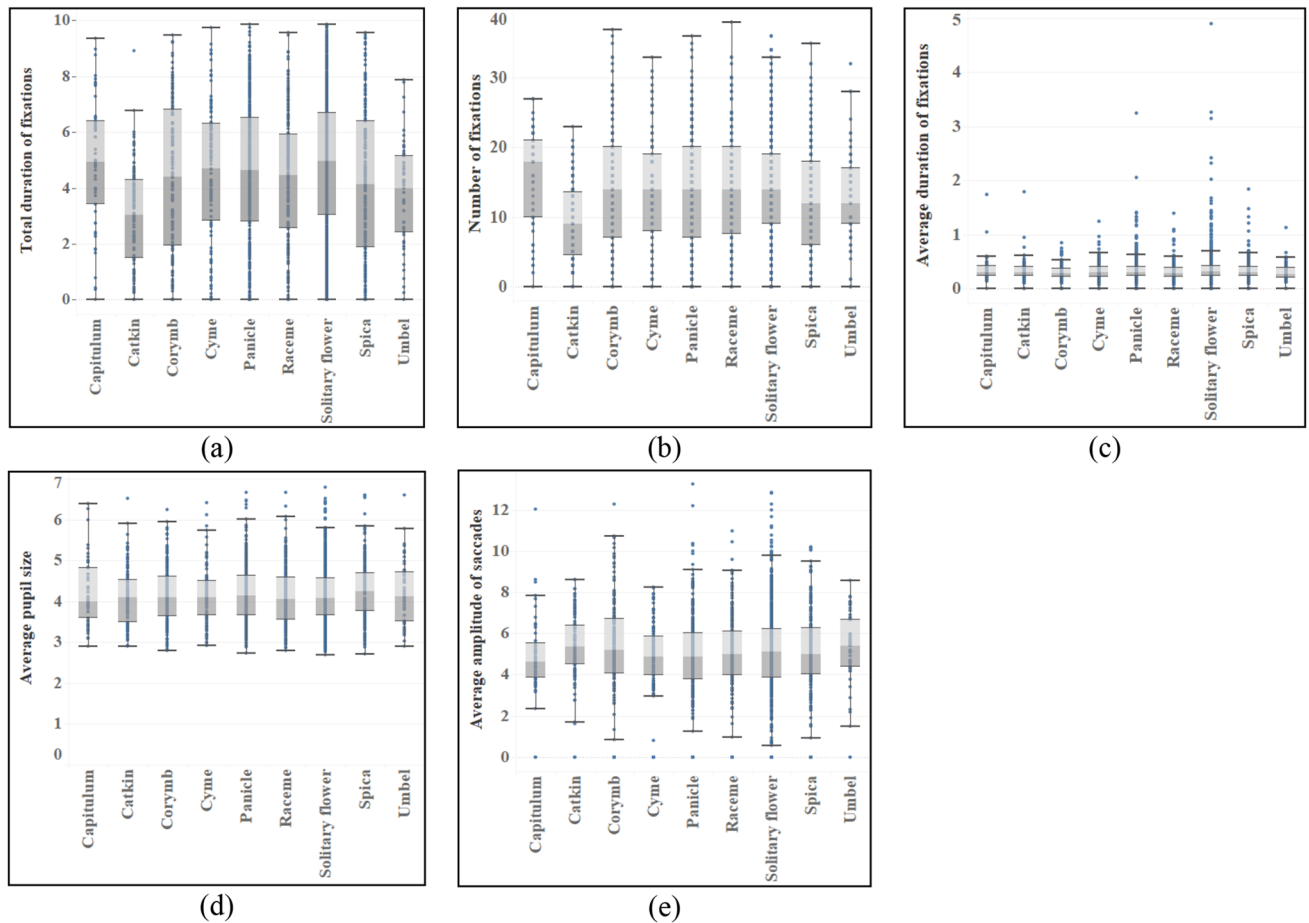 Total duration of fixations
10
8
6
4
2
0
Capitulum
Catkin
Corymb
Cyme
Panicle
Raceme
Solitary flower
Spica
Umbel
(a)
Number of fixations
40
30
20
10
0
Capitulum
Catkin
Corymb
Cyme
Panicle
Raceme
Solitary flower
Spica
Umbel
(b)
Average duration of fixations
5
4
3
2
1
0
Capitulum
Catkin
Corymb
Cyme
Panicle
Raceme
Solitary flower
Spica
Umbel
(c)
Average pupil size
7
6
5
4
3
2
1
0
Capitulum
Catkin
Corymb
Cyme
Panicle
Raceme
Solitary flower
Spica
Umbel
(d)
Average amplitude of saccades
12
10
8
6
4
2
0
Capitulum
Catkin
Corymb
Cyme
Panicle
Raceme
Solitary flower
Spica
Umbel
(e)